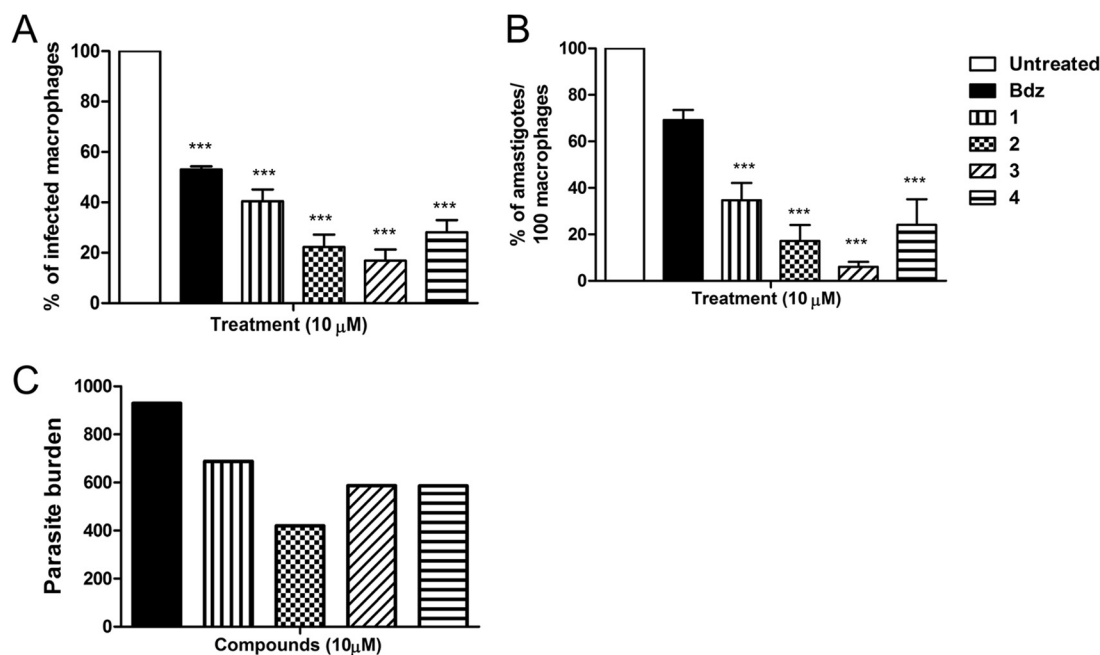 A
% of infected macrophages
100
80
60
40
20
0
***
***
***
***
***
Treatment (10 μM)
B
% of amastigotes/
100 macrophages
100
80
60
40
20
0
***
***
***
***
Treatment (10 μM)
Untreated
Bdz
1
2
3
4
C
Parasite burden
1000
800
600
400
200
0
Compounds (10μM)